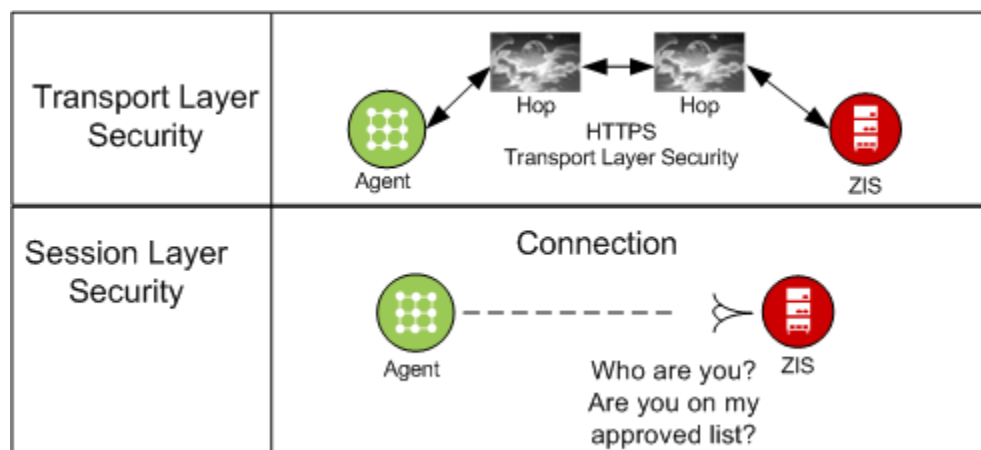 Transport Layer
Security
Hop
Hop
HTTPS
Transport Layer Security
Agent
ZIS
Session Layer
Security
Connection
Agent
ZIS
Who are you?
Are you on my
approved list?